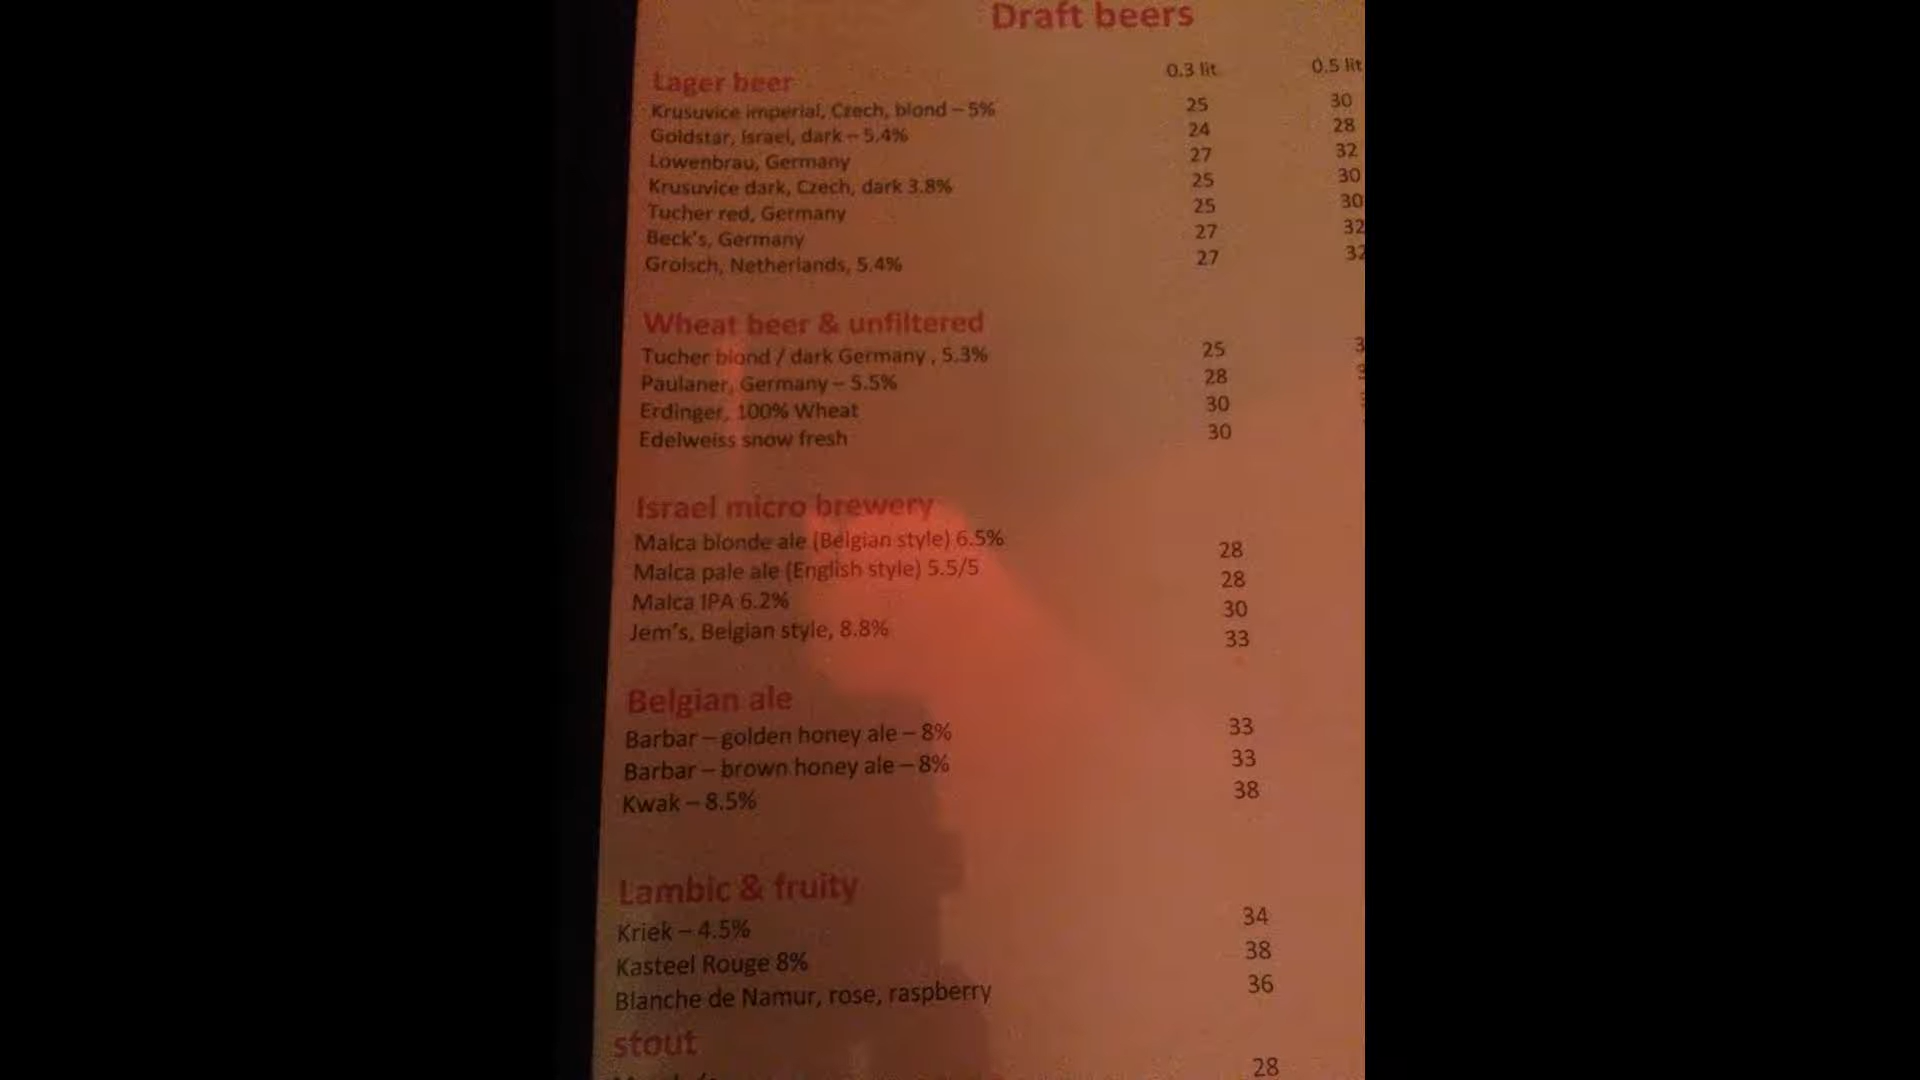 Draft beers
0.3 lit 0.5 lit
Lager beer
Krusuvice imperial, Czech, blond – 5% 25 30
Goldstar, Israel, dark – 5.4% 24 28
Lowenbrau, Germany 27 32
Krusuvice dark, Czech, dark 3.8% 25 30
Tucher red, Germany 25 30
Beck's, Germany 27 32
Grolsch, Netherlands, 5.4% 27 32
Wheat beer & unfiltered
Tucher blond / dark Germany , 5.3% 25
Paulaner, Germany – 5.5% 28
Erdinger, 100% Wheat 30
Edelweiss snow fresh 30
Israel micro brewery
Malca blonde ale (Belgian style) 6.5% 28
Malca pale ale (English style) 5.5/5 28
Malca IPA 6.2% 30
Jem's, Belgian style, 8.8% 33
Belgian ale
Barbar – golden honey ale – 8% 33
Barbar – brown honey ale – 8% 33
Kwak – 8.5% 38
Lambic & fruity
Kriek – 4.5% 34
Kasteel Rouge 8% 38
Blanche de Namur, rose, raspberry 36
stout
28